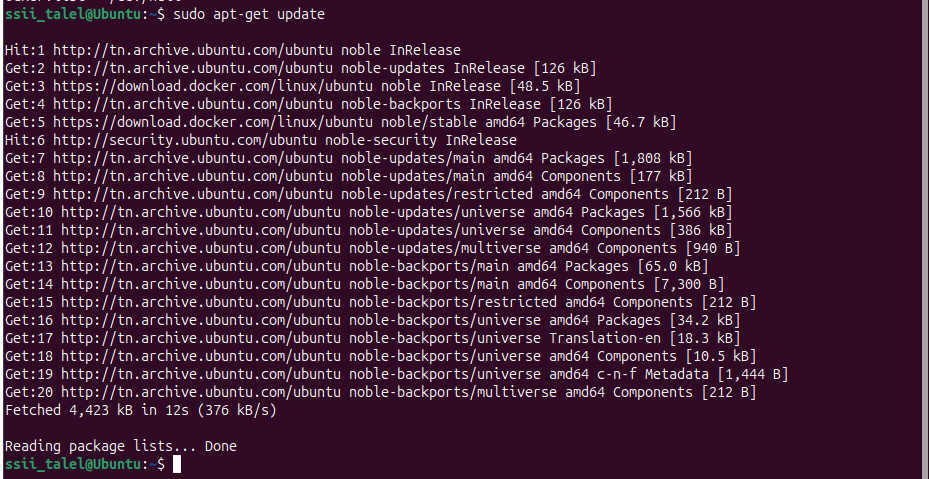 ssii_talel@Ubuntu:~$ sudo apt-get update
Hit:1 http://tn.archive.ubuntu.com/ubuntu noble InRelease
Get:2 http://tn.archive.ubuntu.com/ubuntu noble-updates InRelease [126 kB]
Get:3 https://download.docker.com/linux/ubuntu noble InRelease [48.5 kB]
Get:4 http://tn.archive.ubuntu.com/ubuntu noble-backports InRelease [126 kB]
Get:5 https://download.docker.com/linux/ubuntu noble/stable amd64 Packages [46.7 kB]
Hit:6 http://security.ubuntu.com/ubuntu noble-security InRelease
Get:7 http://tn.archive.ubuntu.com/ubuntu noble-updates/main amd64 Packages [1,808 kB]
Get:8 http://tn.archive.ubuntu.com/ubuntu noble-updates/main amd64 Components [177 kB]
Get:9 http://tn.archive.ubuntu.com/ubuntu noble-updates/restricted amd64 Components [212 B]
Get:10 http://tn.archive.ubuntu.com/ubuntu noble-updates/universe amd64 Packages [1,566 kB]
Get:11 http://tn.archive.ubuntu.com/ubuntu noble-updates/universe amd64 Components [386 kB]
Get:12 http://tn.archive.ubuntu.com/ubuntu noble-updates/multiverse amd64 Components [940 B]
Get:13 http://tn.archive.ubuntu.com/ubuntu noble-backports/main amd64 Packages [65.0 kB]
Get:14 http://tn.archive.ubuntu.com/ubuntu noble-backports/main amd64 Components [7,300 B]
Get:15 http://tn.archive.ubuntu.com/ubuntu noble-backports/restricted amd64 Components [212 B]
Get:16 http://tn.archive.ubuntu.com/ubuntu noble-backports/universe amd64 Packages [34.2 kB]
Get:17 http://tn.archive.ubuntu.com/ubuntu noble-backports/universe Translation-en [18.3 kB]
Get:18 http://tn.archive.ubuntu.com/ubuntu noble-backports/universe amd64 Components [10.5 kB]
Get:19 http://tn.archive.ubuntu.com/ubuntu noble-backports/universe amd64 c-n-f Metadata [1,444 B]
Get:20 http://tn.archive.ubuntu.com/ubuntu noble-backports/multiverse amd64 Components [212 B]
Fetched 4,423 kB in 12s (376 kB/s)
Reading package lists... Done
ssii_talel@Ubuntu:~$